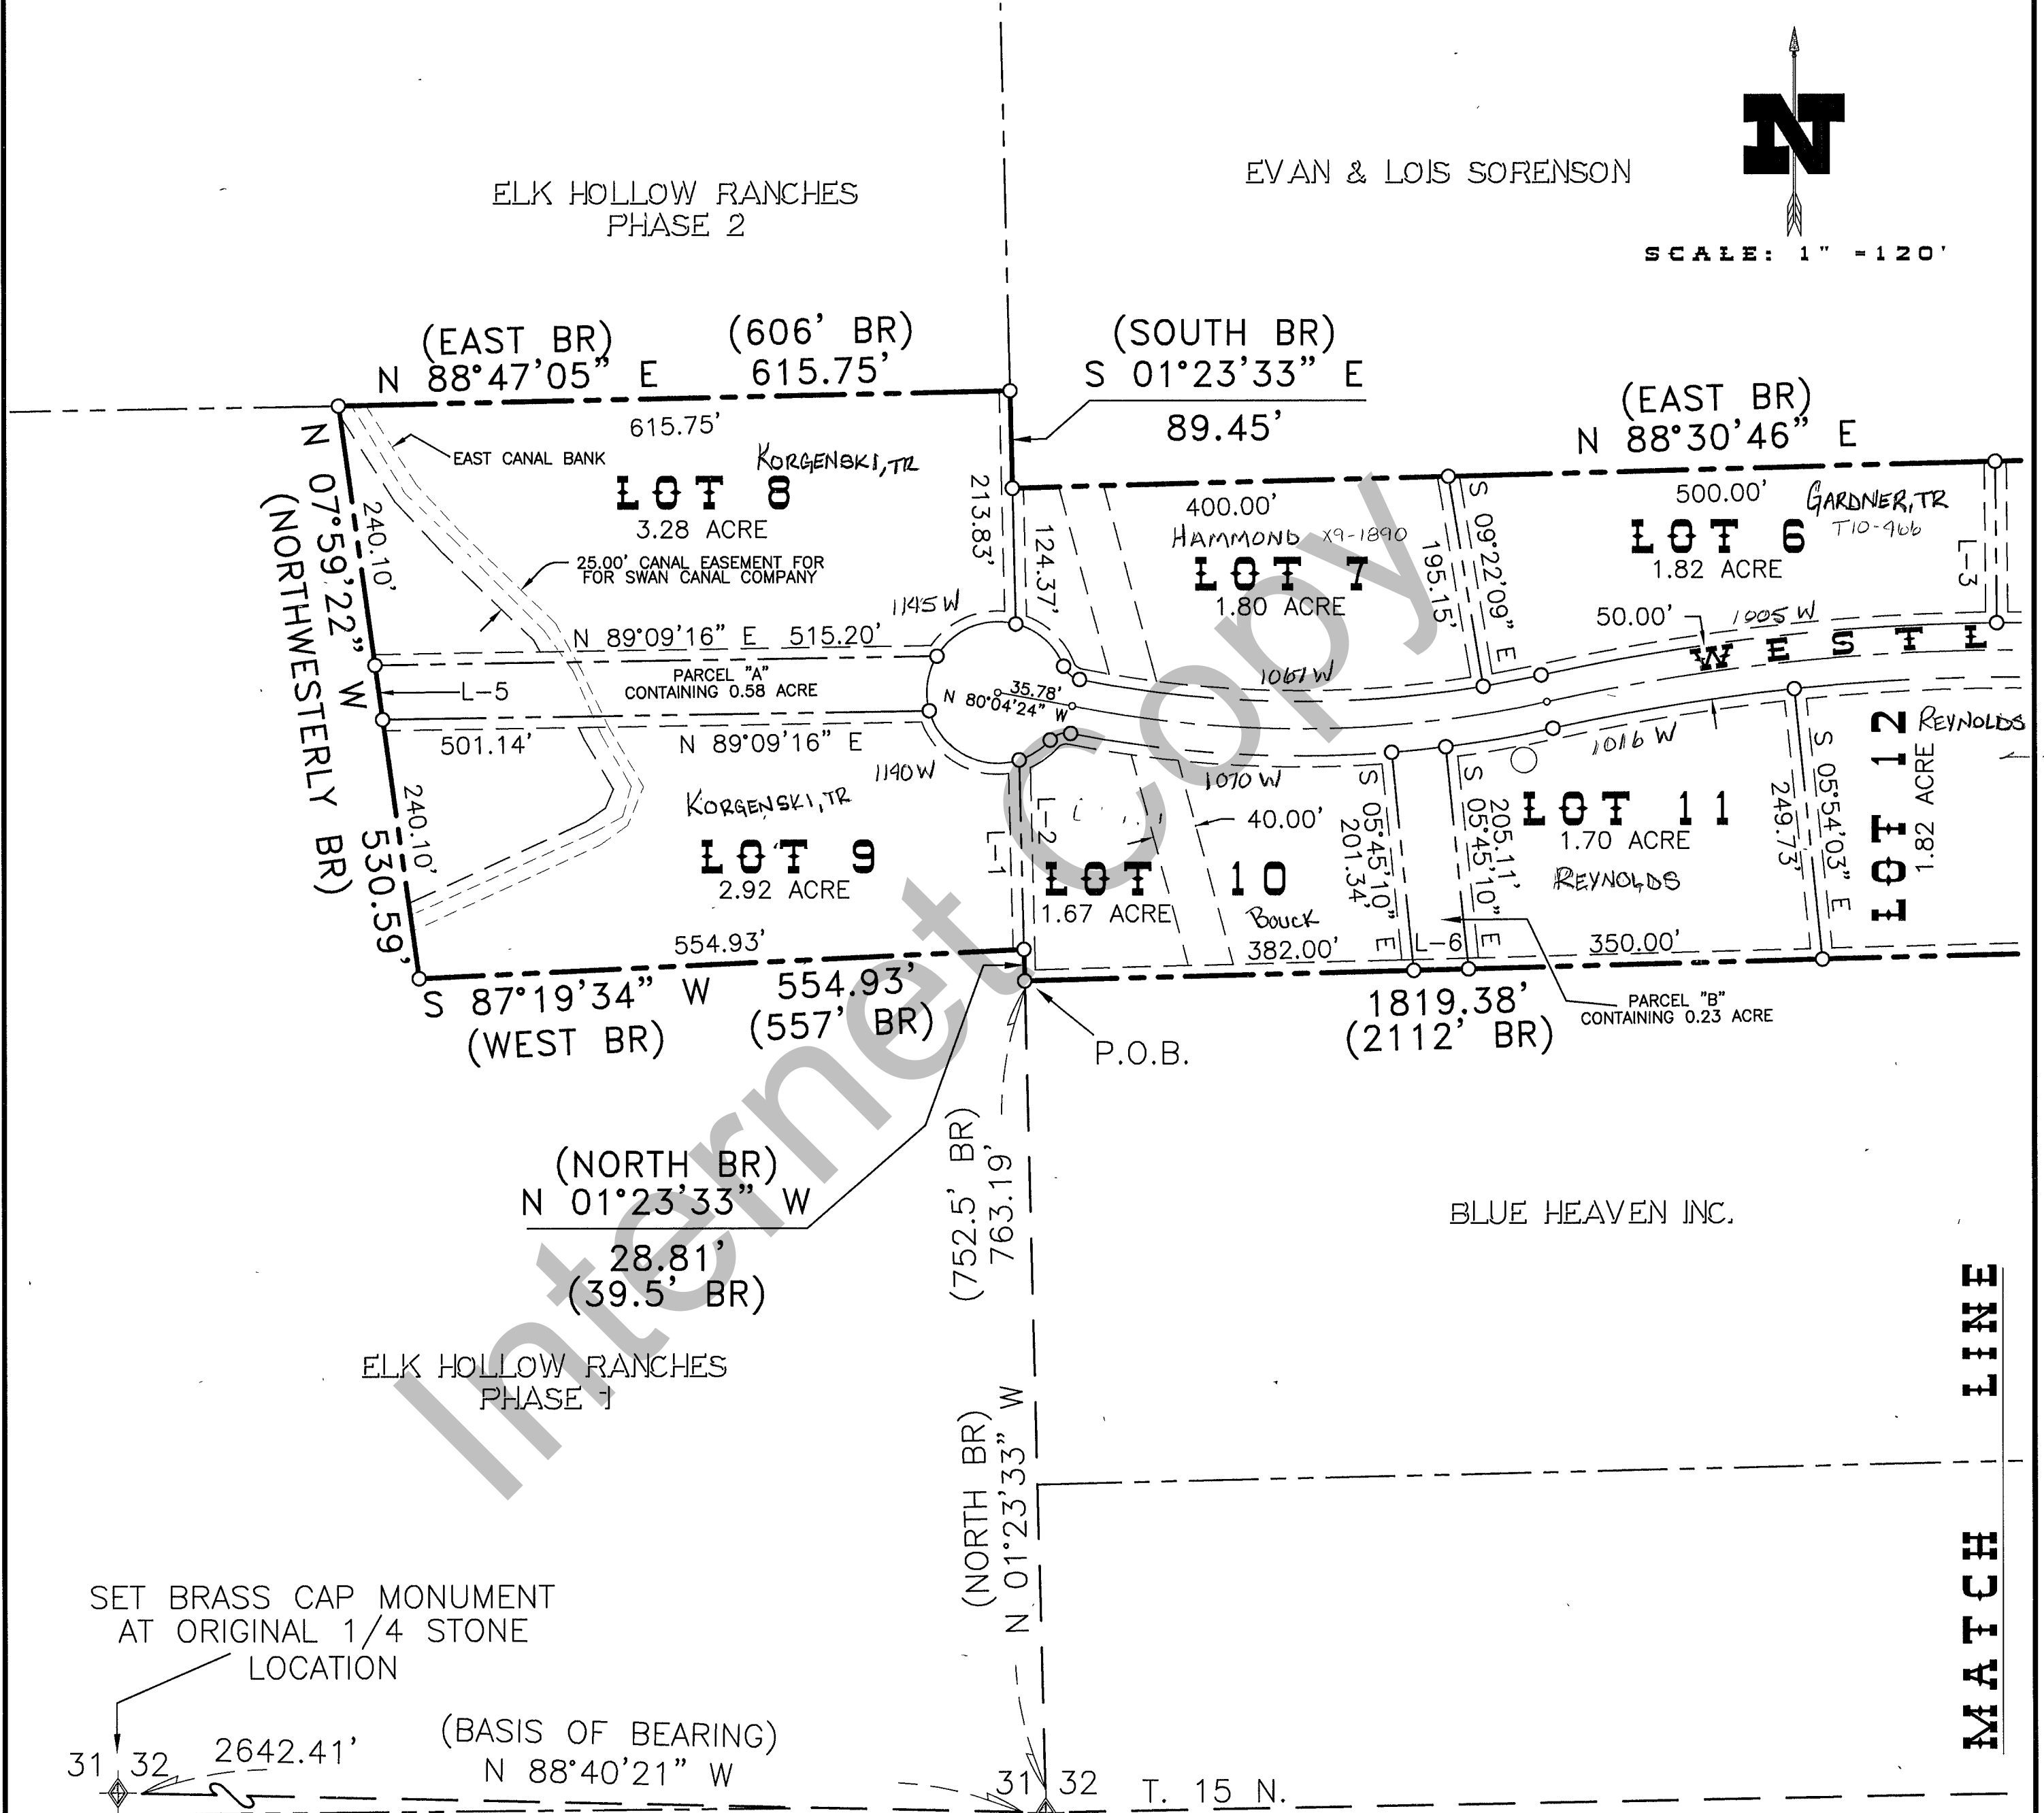 ELK HOLLOW RANCHES
PHASE 2
EVAN & LOIS SORENSON
N
SCALE: 1" =120'
(EAST BR) (606' BR)
N 88°47'05" E 615.75'
615.75'
(SOUTH BR)
S 01°23'33" E
89.45'
(EAST BR)
N 88°30'46" E
EAST CANAL BANK
KORGENSKI, TR
LOT 8
3.28 ACRE
25.00' CANAL EASEMENT FOR
FOR SWAN CANAL COMPANY
N 07°59'22" W 530.59'
(NORTHWESTERLY BR)
240.10'
240.10'
213.83'
124.37'
400.00'
HAMMOND X9-1890
LOT 7
1.80 ACRE
195.15'
S 09°22'09" E
500.00'
GARDNER, TR
T10-466
LOT 6
1.82 ACRE
L-3
50.00'
1005 W
WESTL
1145 W
N 89°09'16" E 515.20'
PARCEL "A"
CONTAINING 0.58 ACRE
L-5
35.78'
N 80°04'24" W
1067 W
501.14'
N 89°09'16" E
1140 W
1070 W
1016 W
KORGENSKI, TR
LOT 9
2.92 ACRE
L-1
L-2
40.00'
LOT 10
1.67 ACRE
BOUCK
382.00'
S 05°45'10" E
201.34'
205.11'
S 05°45'10" E
L-6
LOT 11
1.70 ACRE
REYNOLDS
350.00'
249.73'
S 05°54'03" E
LOT 12
1.82 ACRE
REYNOLDS
554.93'
S 87°19'34" W 554.93'
(WEST BR) (557' BR)
P.O.B.
1819.38'
(2112' BR)
PARCEL "B"
CONTAINING 0.23 ACRE
(NORTH BR)
N 01°23'33" W
28.81'
(39.5' BR)
(752.5' BR)
763.19'
(NORTH BR)
N 01°23'33" W
BLUE HEAVEN INC.
ELK HOLLOW RANCHES
PHASE 1
MATCH LINE
SET BRASS CAP MONUMENT
AT ORIGINAL 1/4 STONE
LOCATION
31 32
2642.41'
(BASIS OF BEARING)
N 88°40'21" W
31 32
T. 15 N.
Internet Copy